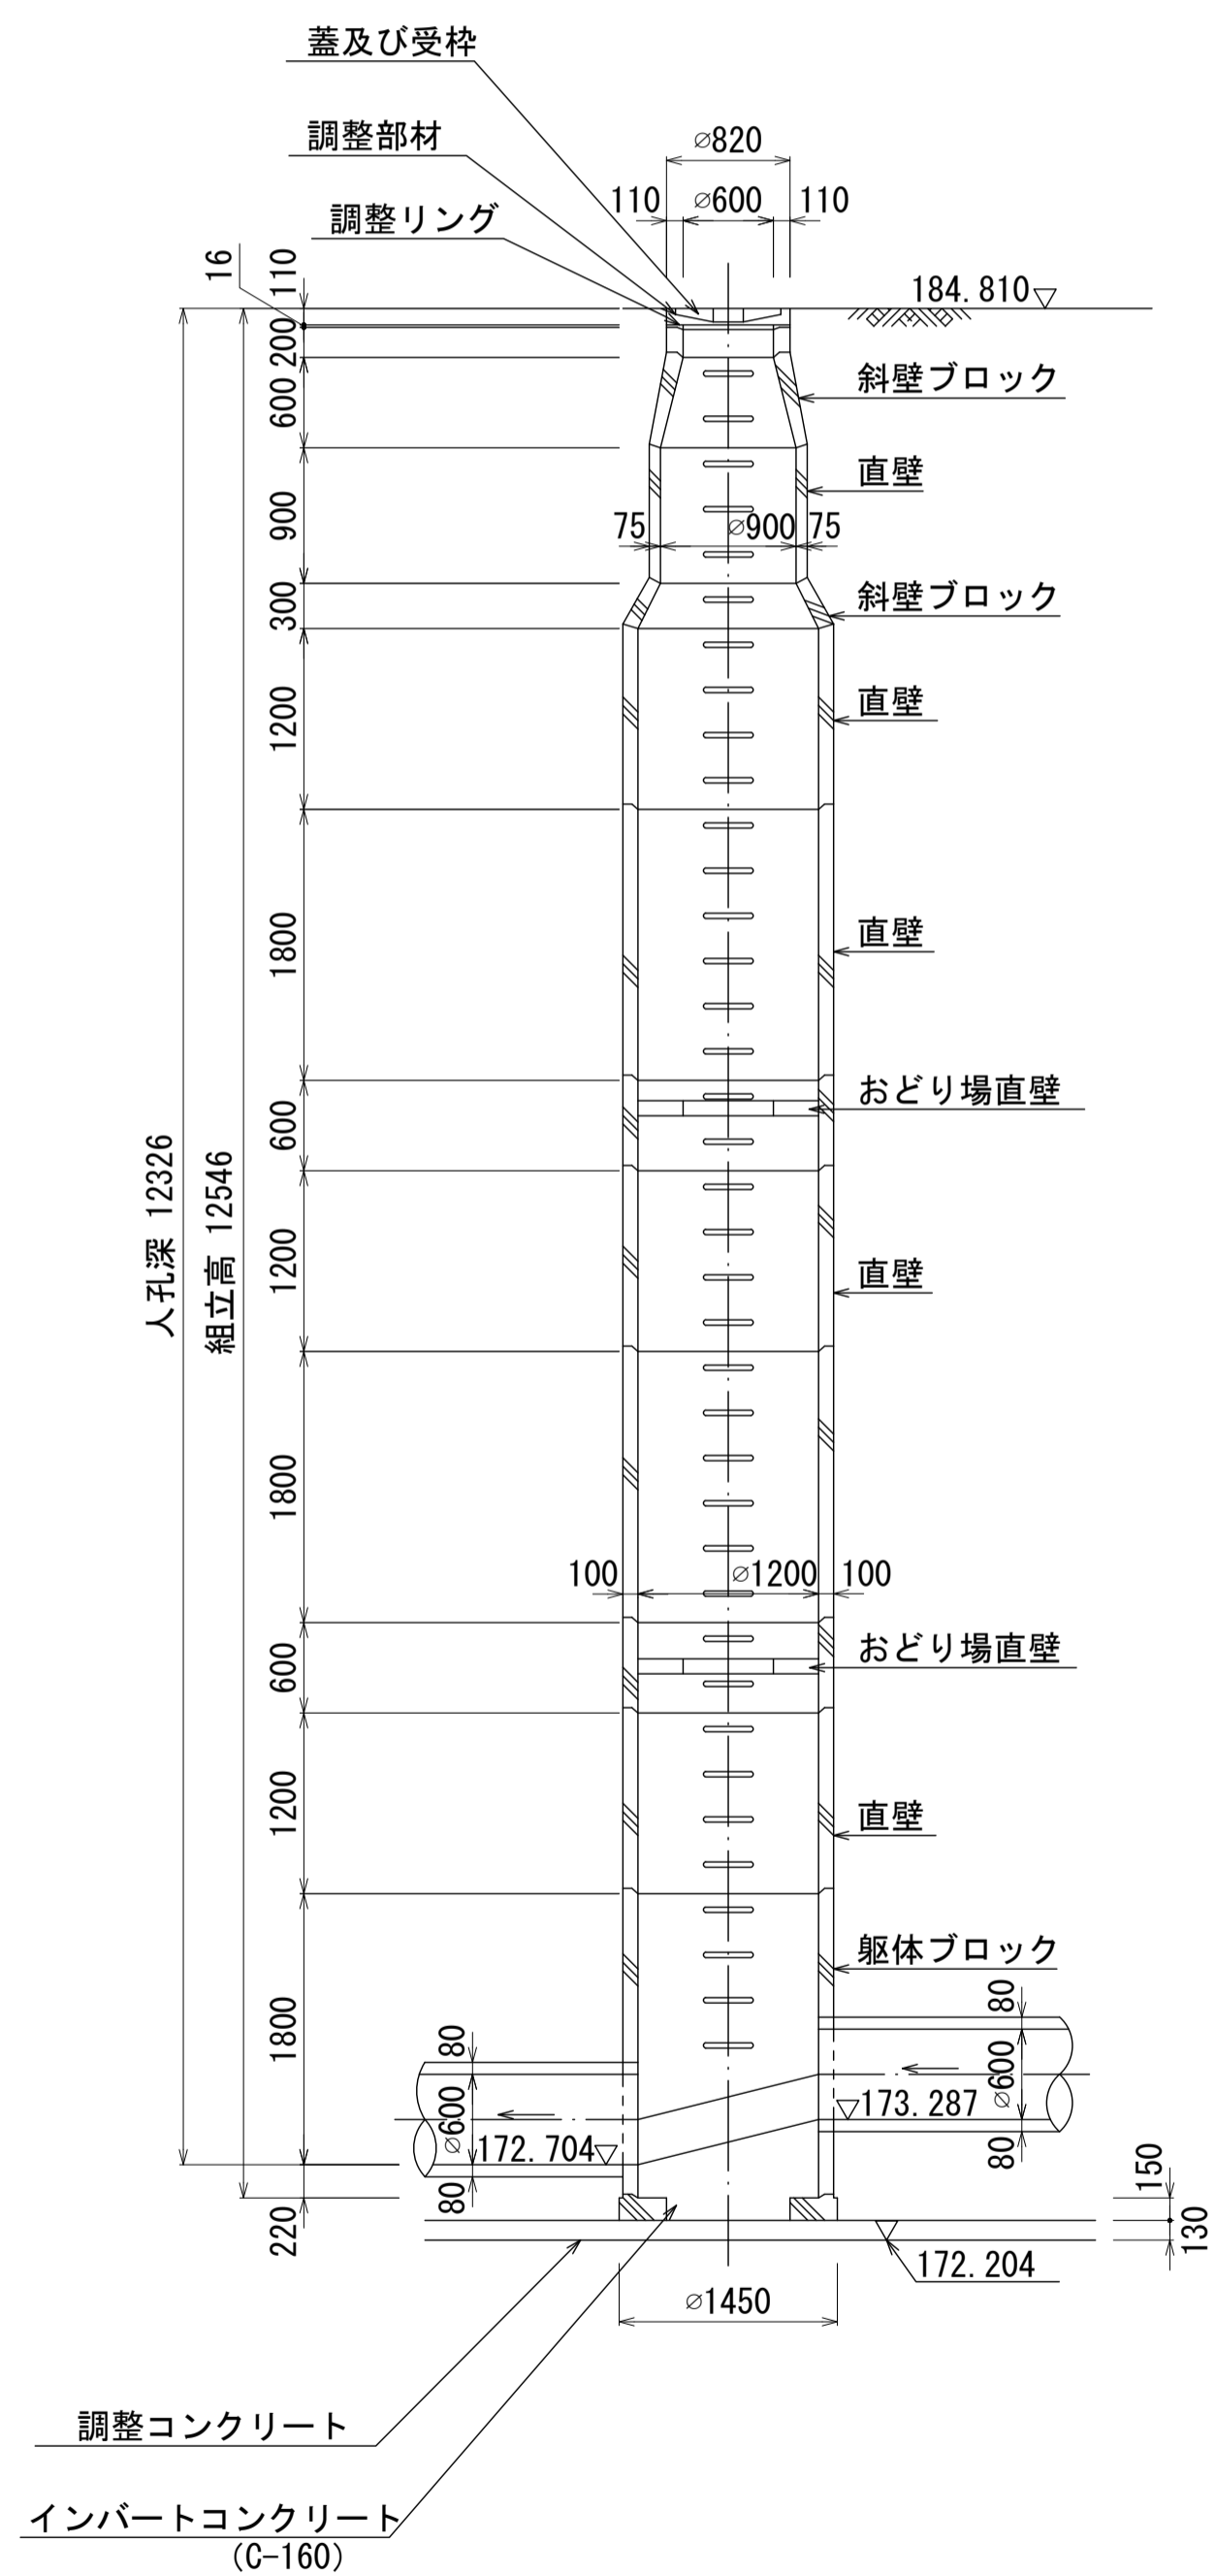 蓋及び受枠
調整部材
⌀820
110
⌀600
110
調整リング
16
110
184.810
200
600
斜壁ブロック
直壁
900
75
⌀900
75
300
斜壁ブロック
1200
直壁
1800
直壁
おどり場直壁
600
人孔深 12326
組立高 12546
1200
直壁
1800
100
⌀1200
100
おどり場直壁
600
1200
直壁
躯体ブロック
1800
80
80
⌀600
⌀600
173.287
172.704
80
80
150
220
130
172.204
⌀1450
調整コンクリート
インバートコンクリート
(C-160)